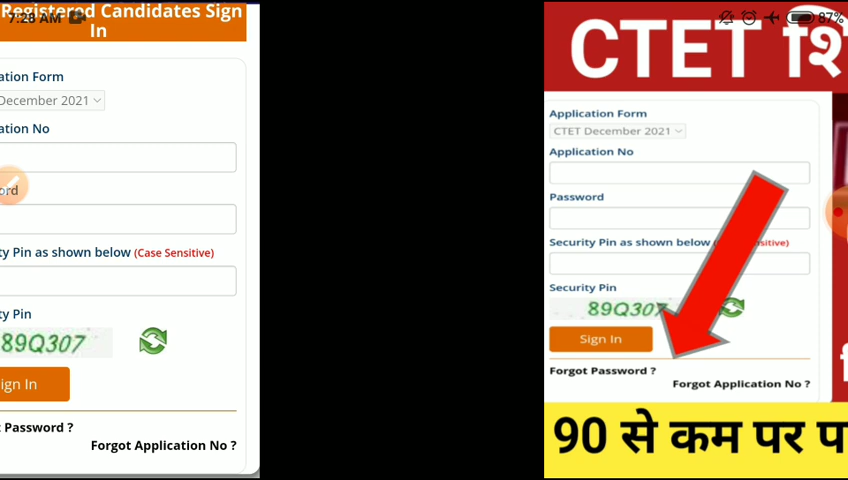 Registered Candidates Sign
In
7:28 AM
ation Form
December 2021
ation No
ord
ty Pin as shown below (Case Sensitive)
ty Pin
89Q307
ign In
t Password ?
Forgot Application No ?
87%
CTET शि
Application Form
CTET December 2021
Application No
Password
Security Pin as shown below sitive)
Security Pin
89Q307
Sign In
Forgot Password ?
Forgot Application No ?
90 से कम पर प